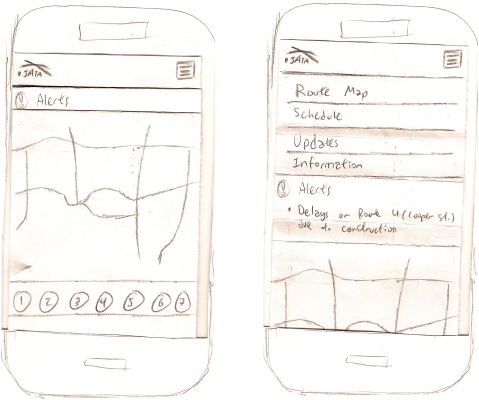 JATA
Alerts
1 2 3 4 5 6 7
JATA
Route Map
Schedule
Updates
Information
Alerts
• Delays on Route 4 (Cooper st.)
due to construction